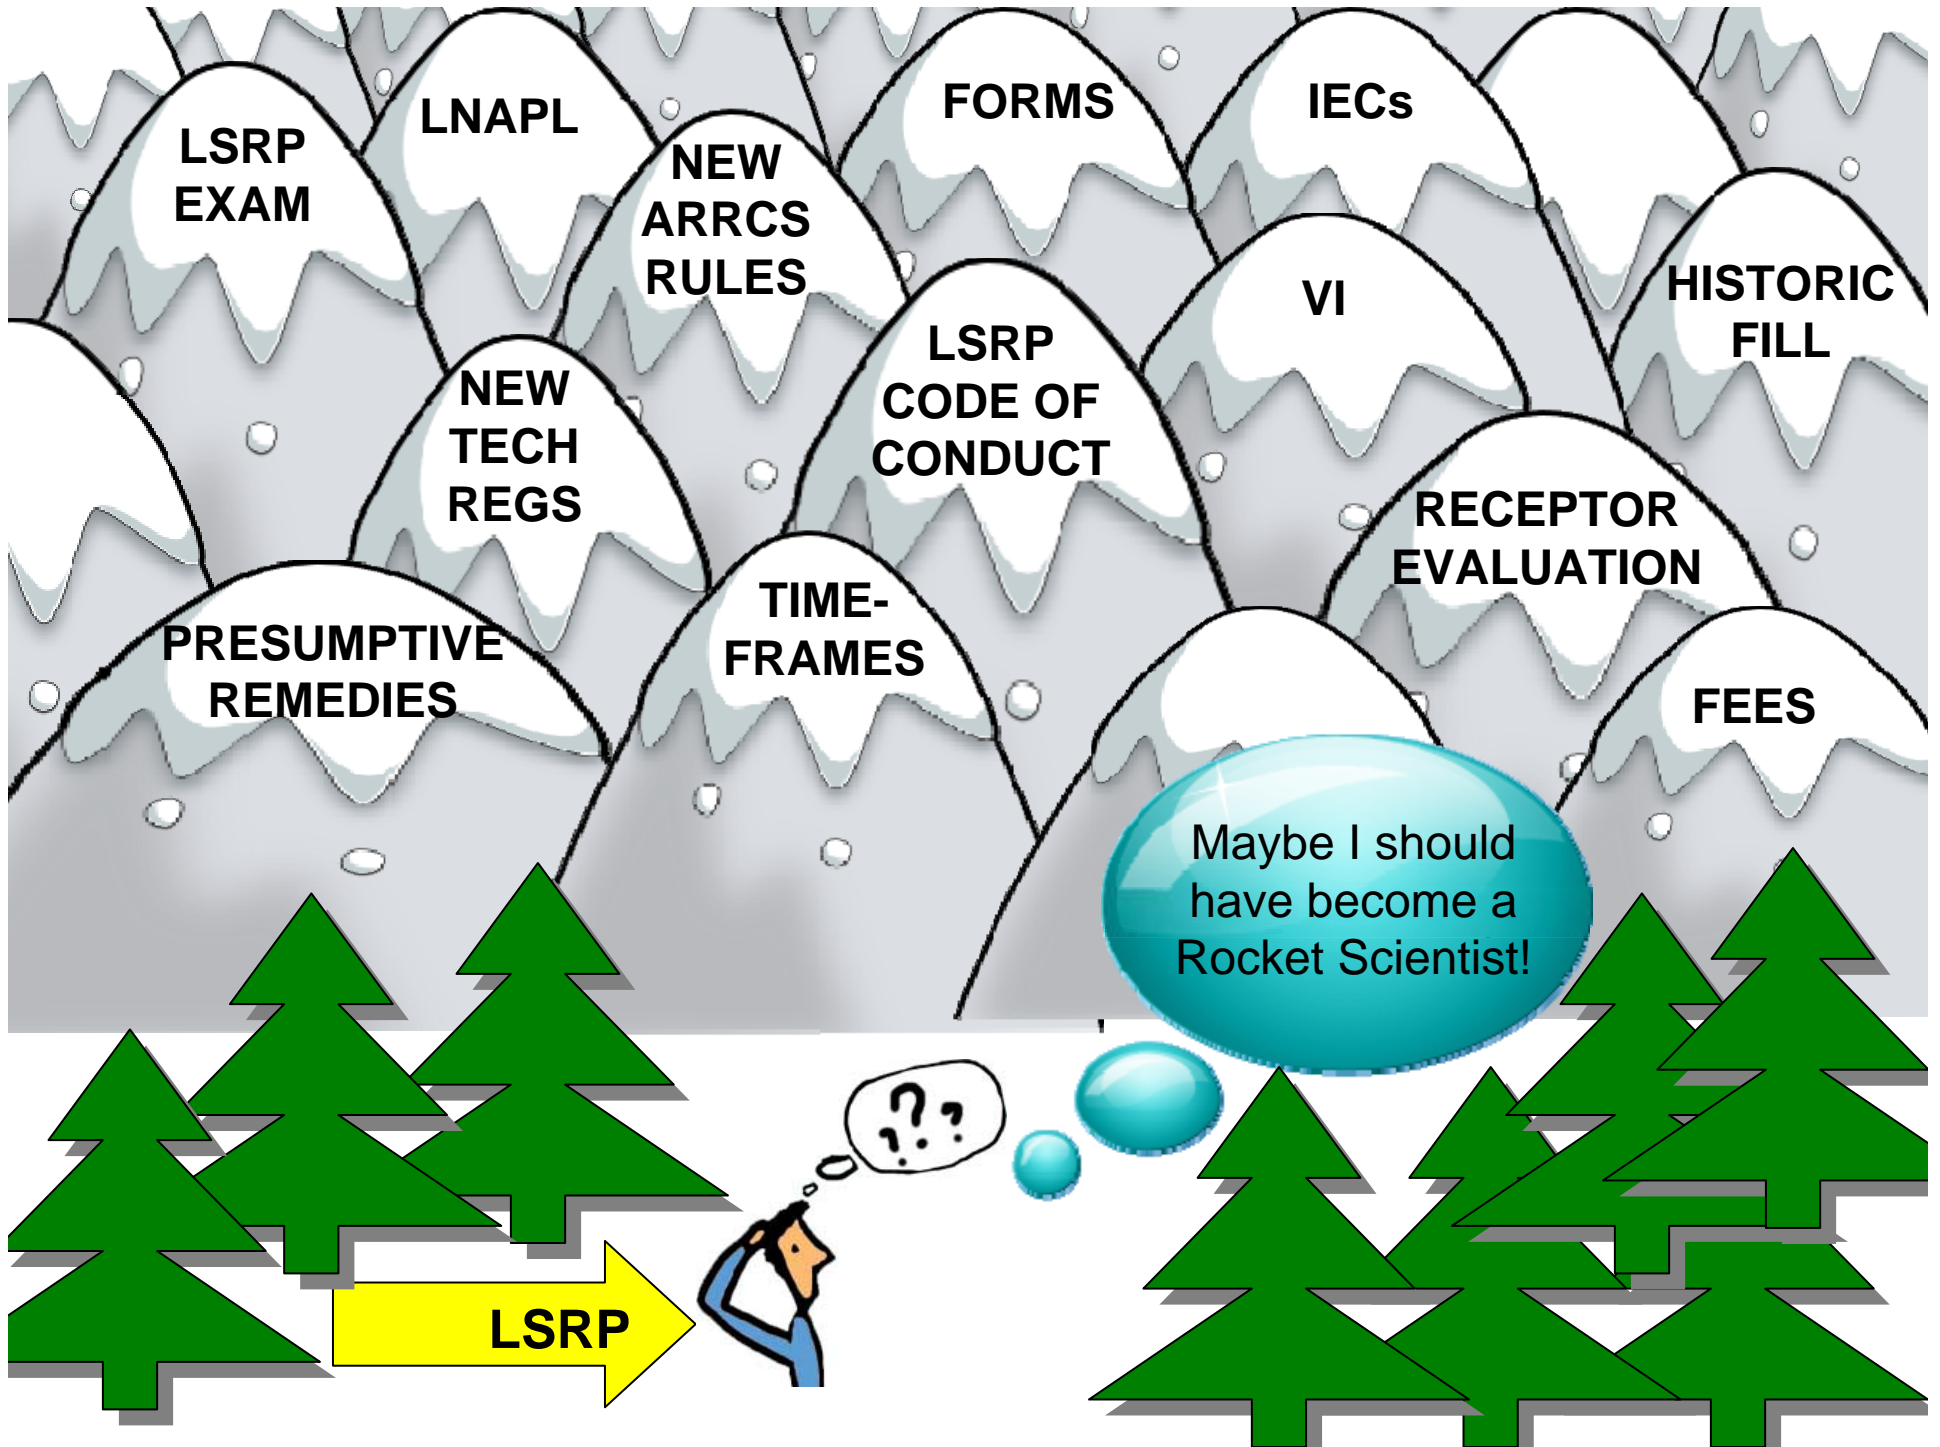 LSRP
EXAM
LNAPL
NEW
ARRCS
RULES
FORMS
IECs
HISTORIC
FILL
VI
LSRP
CODE OF
CONDUCT
NEW
TECH
REGS
RECEPTOR
EVALUATION
PRESUMPTIVE
REMEDIES
TIME-
FRAMES
FEES
Maybe I should
have become a
Rocket Scientist!
???
LSRP